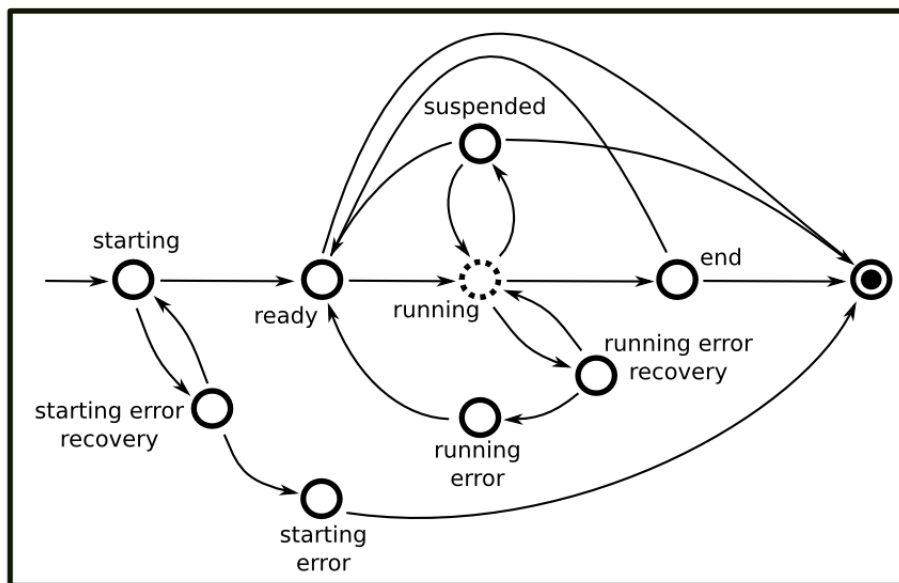 suspended
starting
end
ready
running
running error
recovery
starting error
recovery
running
error
starting
error